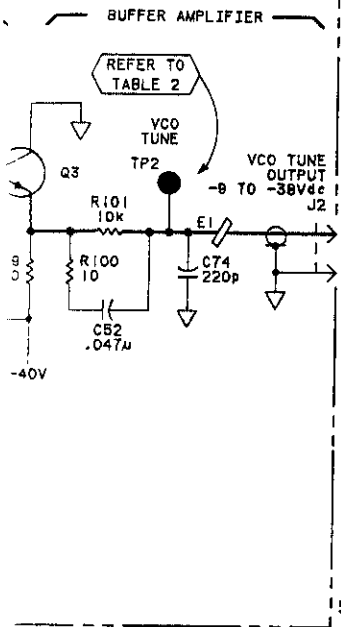 BUFFER AMPLIFIER
REFER TO
TABLE 2
VCO
TUNE
TP2
VCO TUNE
OUTPUT
-9 TO -38Vdc
J2
Q3
R101
10K
E1
R100
10
C74
220p
C52
.047µ
-40V